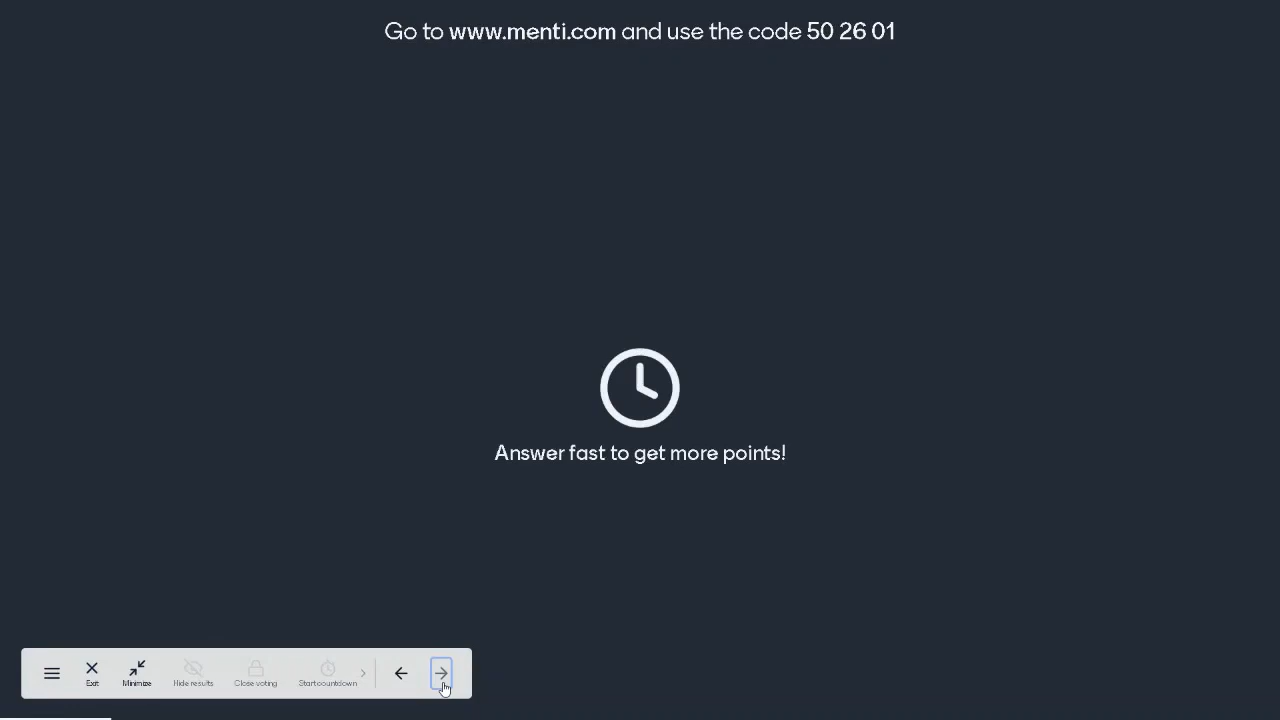 Go to www.menti.com and use the code 50 26 01
Answer fast to get more points!
Exit
Minimize
Hide results
Close voting
Start countdown